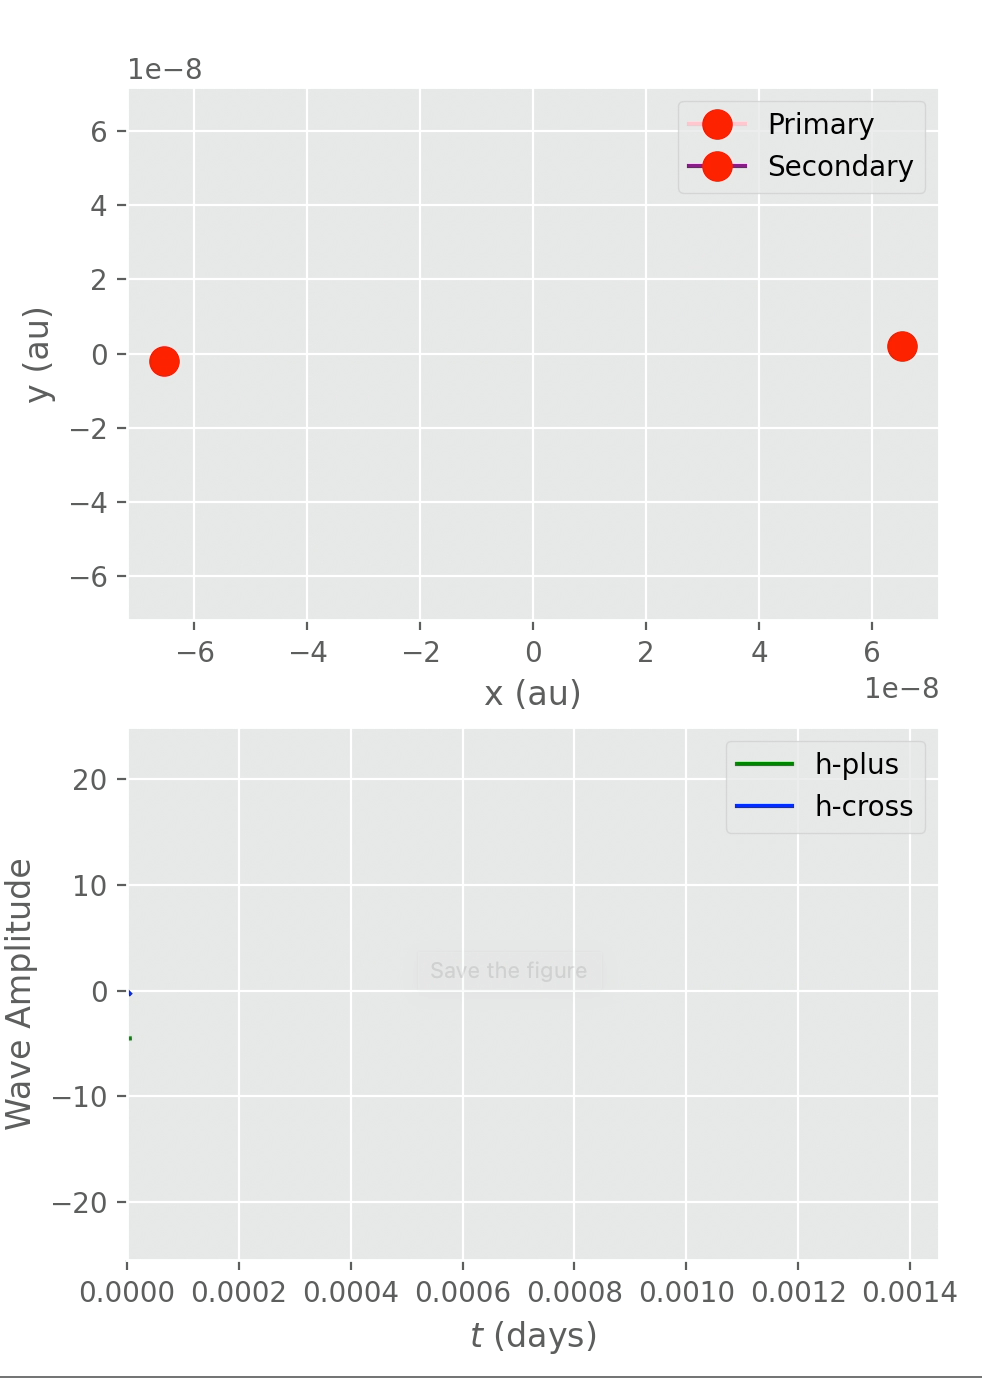 1e−8
Primary
Secondary
6
4
2
0
−2
−4
−6
y (au)
−6 −4 −2 0 2 4 6
1e−8
x (au)
h-plus
h-cross
20
10
0
−10
−20
Wave Amplitude
Save the figure
0.0000 0.0002 0.0004 0.0006 0.0008 0.0010 0.0012 0.0014
t (days)